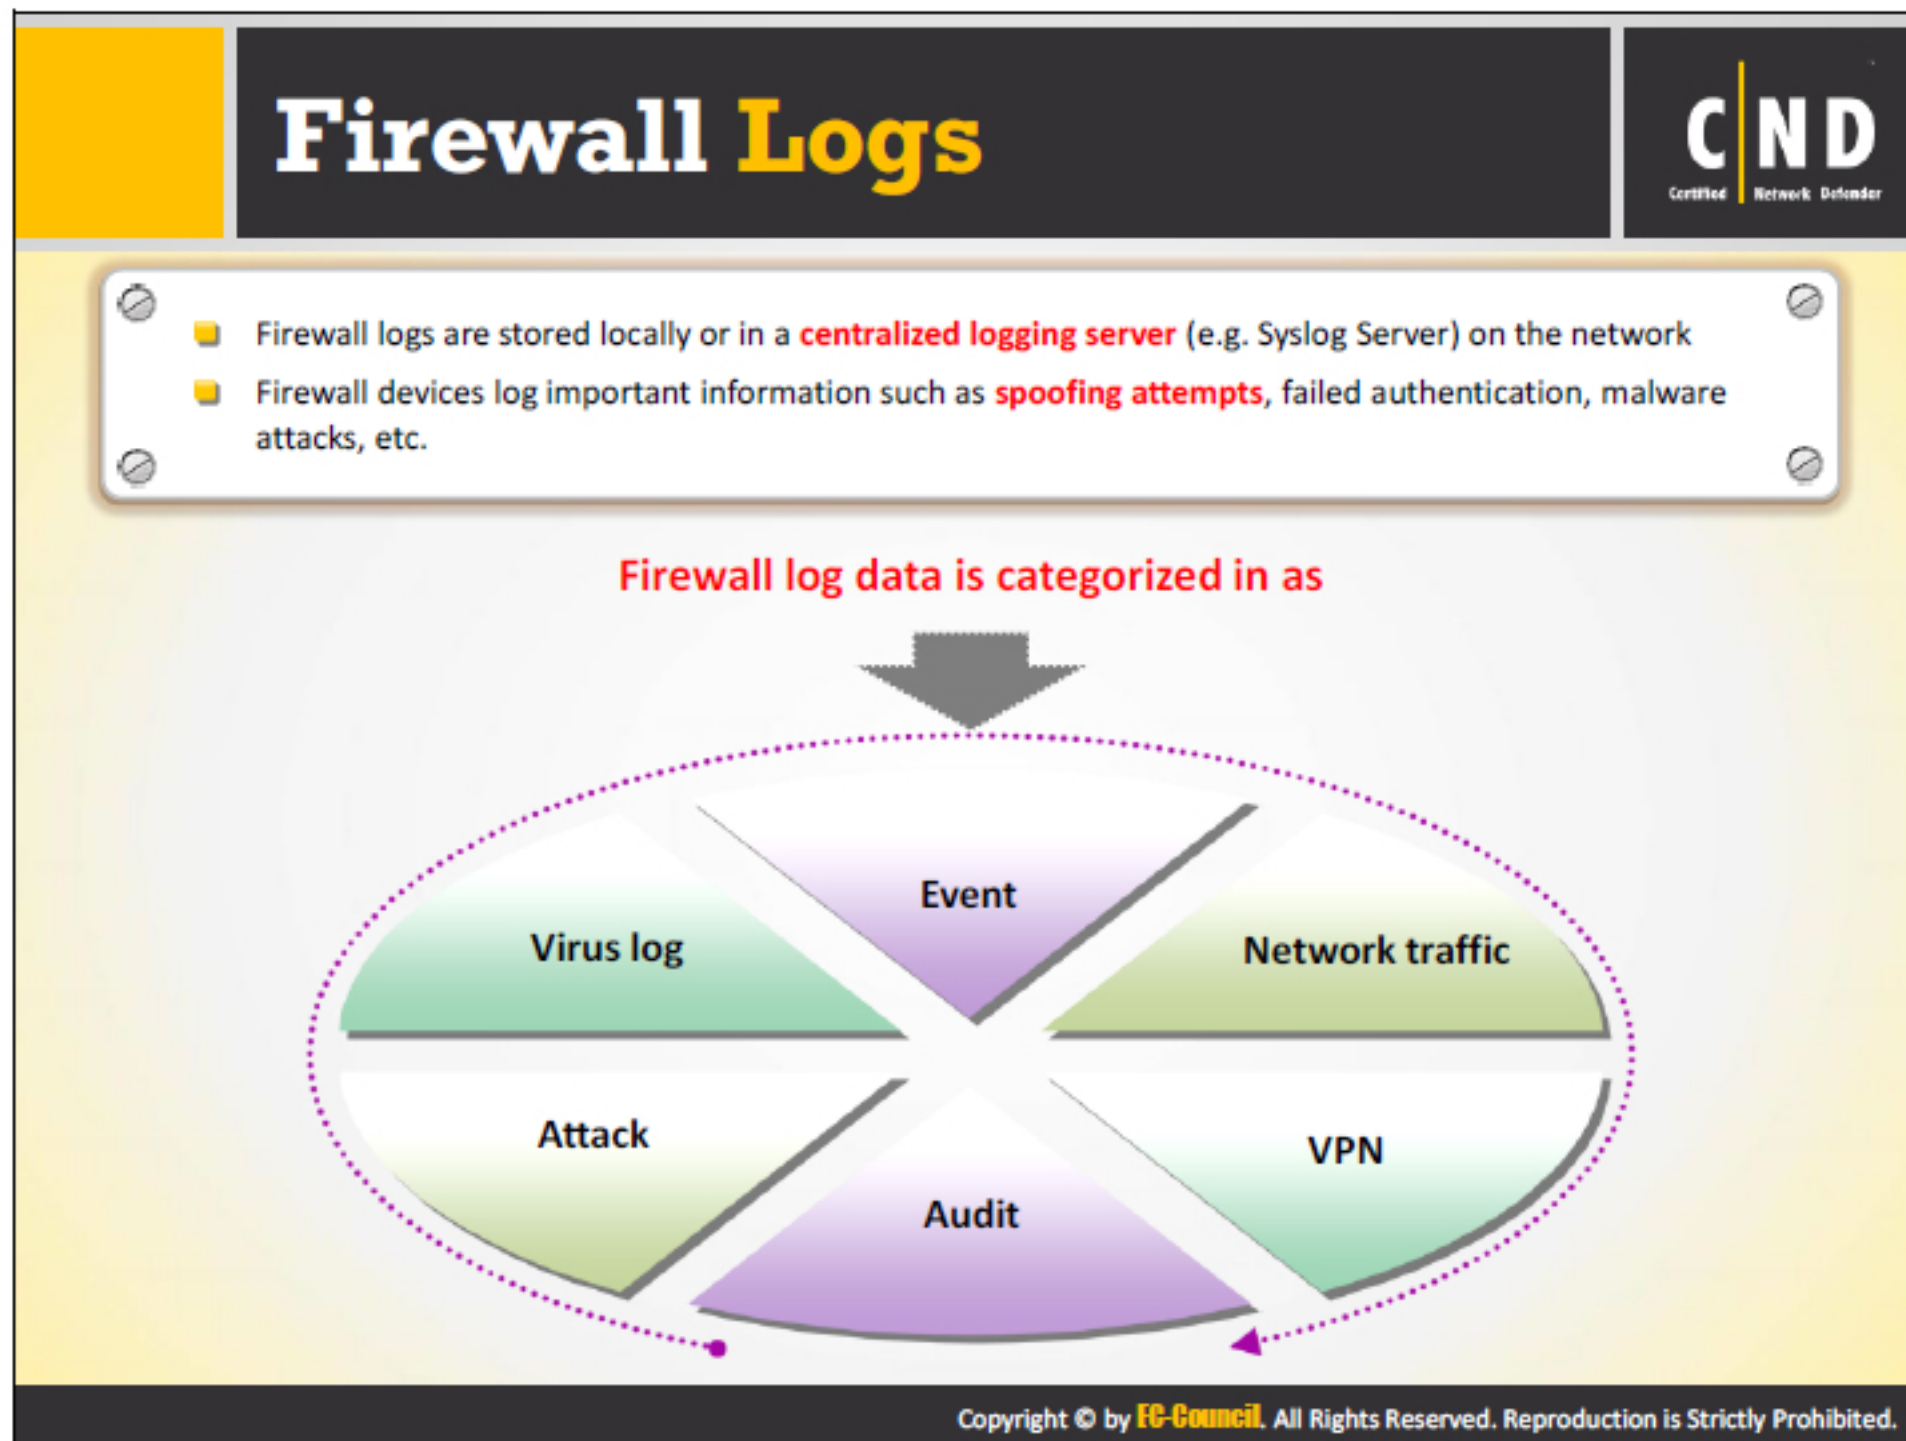 Firewall Logs
C N D
Certified Network Defender
Firewall logs are stored locally or in a centralized logging server (e.g. Syslog Server) on the network
Firewall devices log important information such as spoofing attempts, failed authentication, malware
attacks, etc.
Firewall log data is categorized in as
Event
Virus log
Network traffic
Attack
VPN
Audit
Copyright © by EC-Council. All Rights Reserved. Reproduction is Strictly Prohibited.